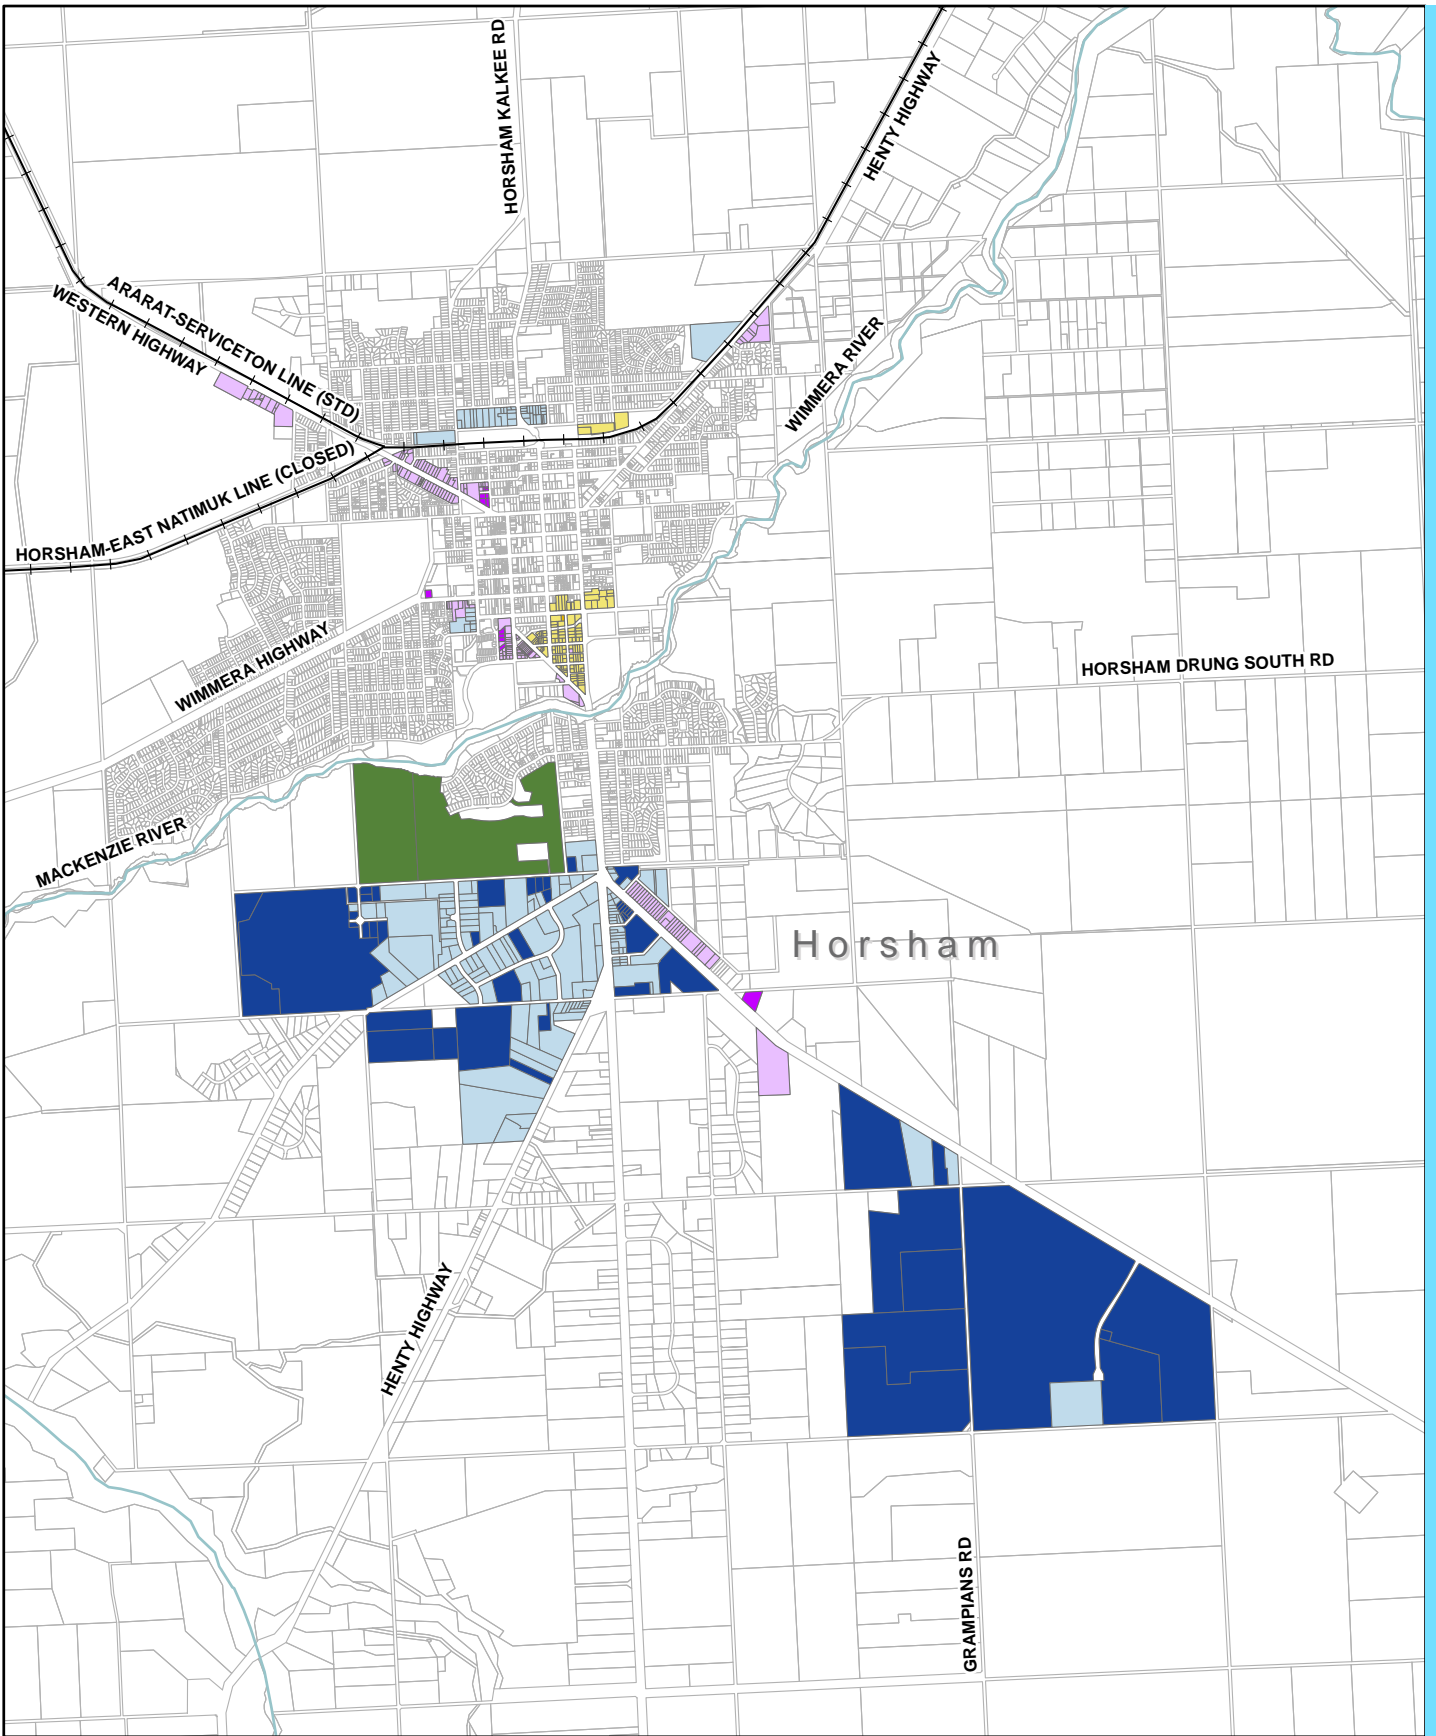 HORSHAM KALKEE RD
HENTY HIGHWAY
ARARAT-SERVICETON LINE (STD)
WESTERN HIGHWAY
WIMMERA RIVER
HORSHAM-EAST NATIMUK LINE (CLOSED)
WIMMERA HIGHWAY
HORSHAM DRUNG SOUTH RD
MACKENZIE RIVER
Horsham
HENTY HIGHWAY
GRAMPIANS RD